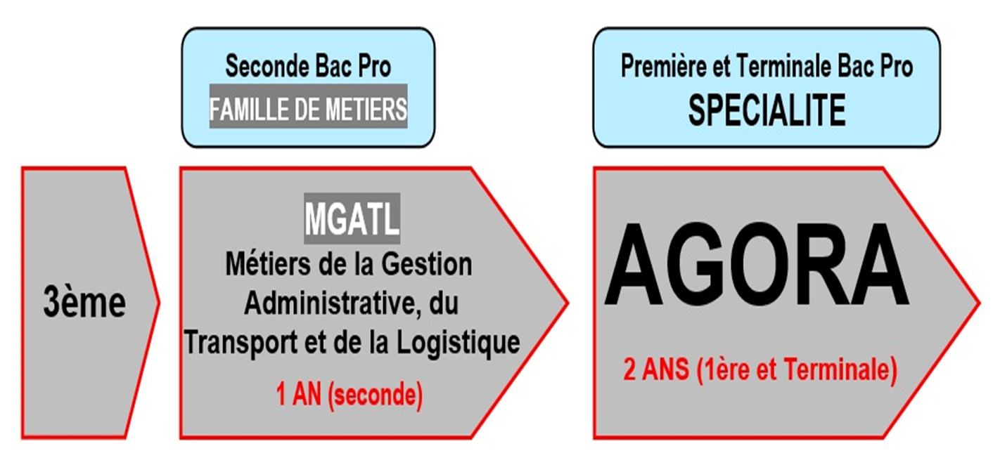 Seconde Bac Pro
FAMILLE DE METIERS
Première et Terminale Bac Pro
SPECIALITE
3ème
MGATL
Métiers de la Gestion
Administrative, du
Transport et de la Logistique
1 AN (seconde)
AGORA
2 ANS (1ère et Terminale)